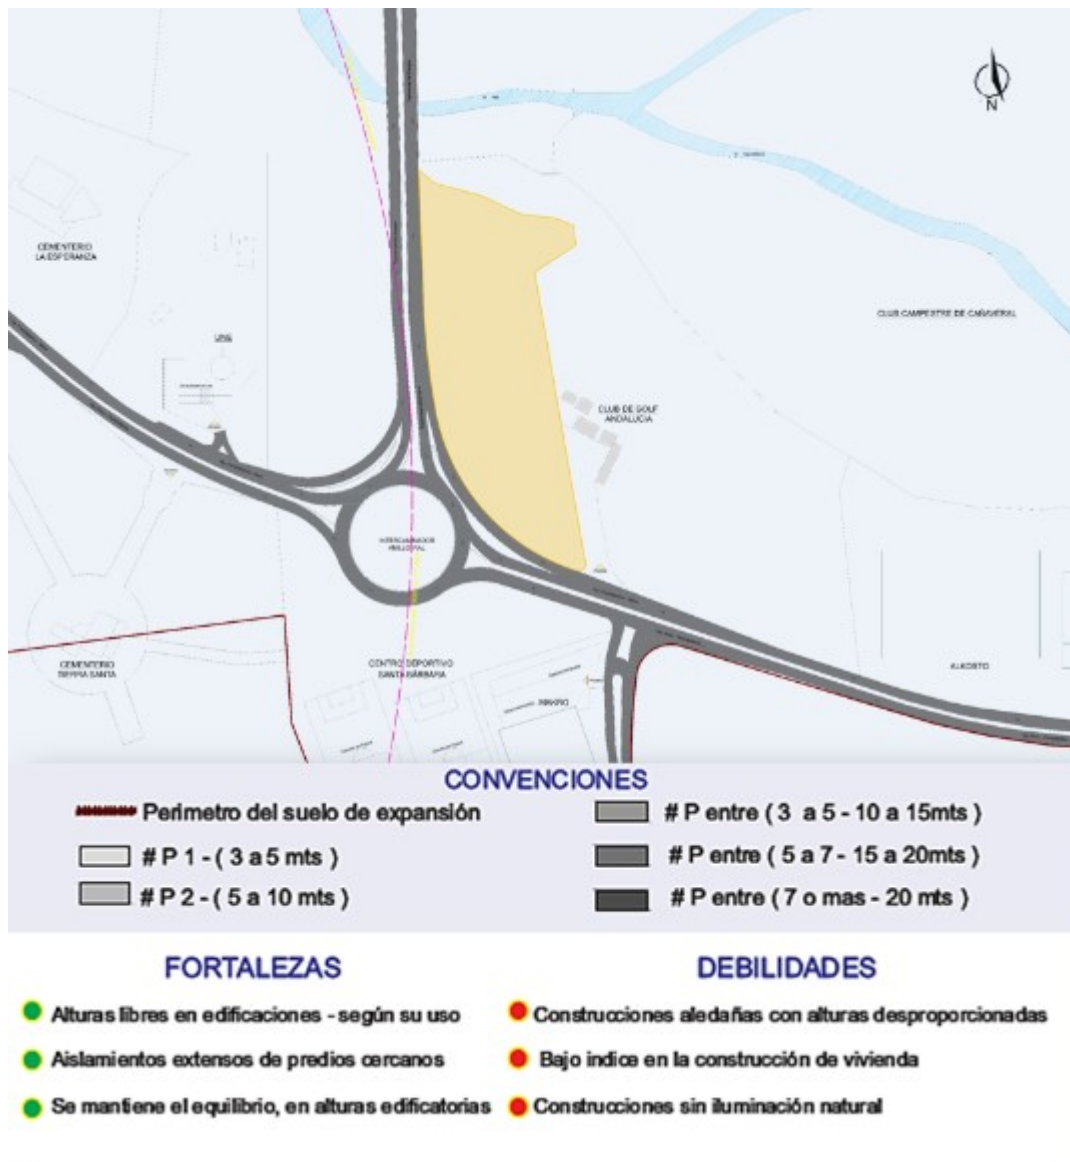 N
CEMENTERIO
LA ESPERANZA
CLUB CAMPESTRE DE CAÑAVERAL
CLUB DE GOLF
ANDALUCIA
INTERCAMBIADOR
CEMENTERIO
TIERRA SANTA
CENTRO DEPORTIVO
SANTA BÁRBARA
MAKRO
ALKOSTO
CONVENCIONES
Perimetro del suelo de expansión
# P 1 - ( 3 a 5 mts )
# P 2 - ( 5 a 10 mts )
# P entre ( 3 a 5 - 10 a 15mts )
# P entre ( 5 a 7 - 15 a 20mts )
# P entre ( 7 o mas - 20 mts )
FORTALEZAS
Alturas libres en edificaciones - según su uso
Aislamientos extensos de predios cercanos
Se mantiene el equilibrio, en alturas edificatorias
DEBILIDADES
Construcciones aledañas con alturas desproporcionadas
Bajo indice en la construcción de vivienda
Construcciones sin iluminación natural